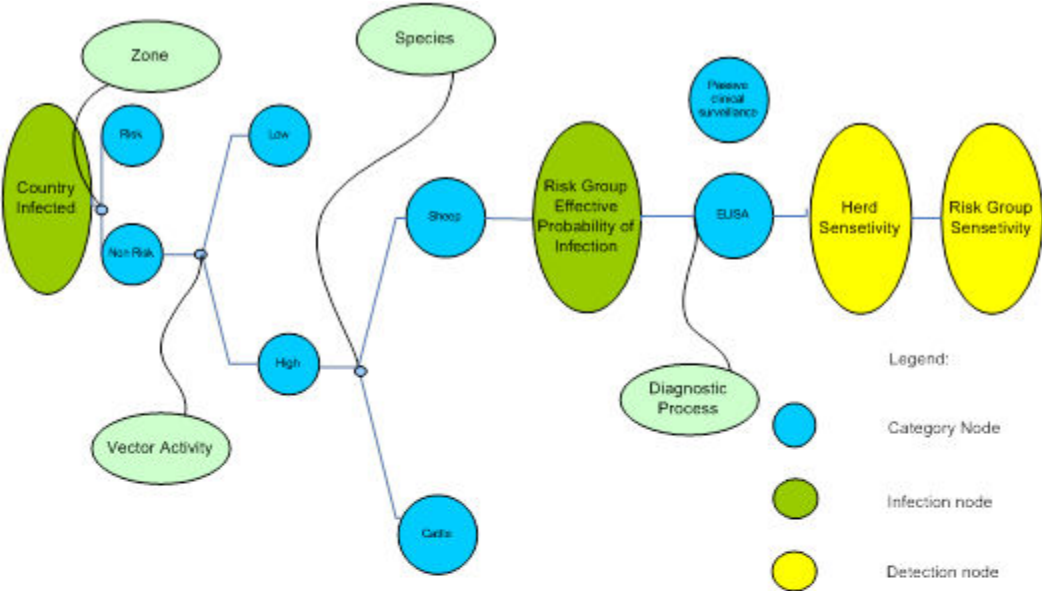 Zone
Species
Passive
clinical
surveillance
Risk
Low
Country
Infected
Risk Group
Effective
Probability of
Infection
Sheep
ELISA
Herd
Sensetivity
Risk Group
Sensetivity
Non Risk
High
Legend:
Diagnostic
Process
Vector Activity
Category Node
Infection node
Cattle
Detection node